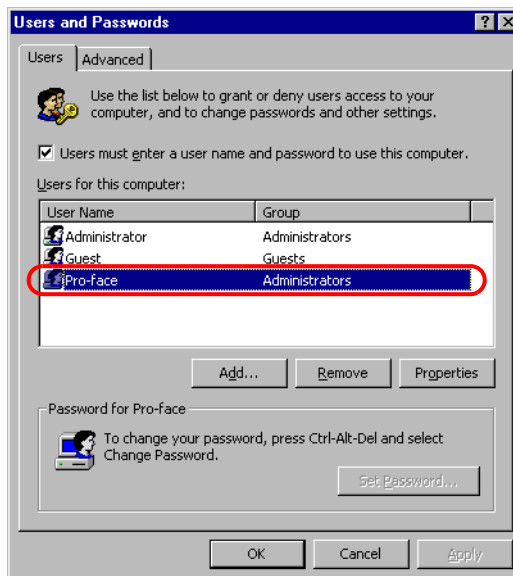 Users and Passwords
Users Advanced
Use the list below to grant or deny users access to your
computer, and to change passwords and other settings.
Users must enter a user name and password to use this computer.
Users for this computer:
User Name Group
Administrator Administrators
Guest Guests
Pro-face Administrators
Add... Remove Properties
Password for Pro-face
To change your password, press Ctrl-Alt-Del and select
Change Password.
Set Password...
OK Cancel Apply